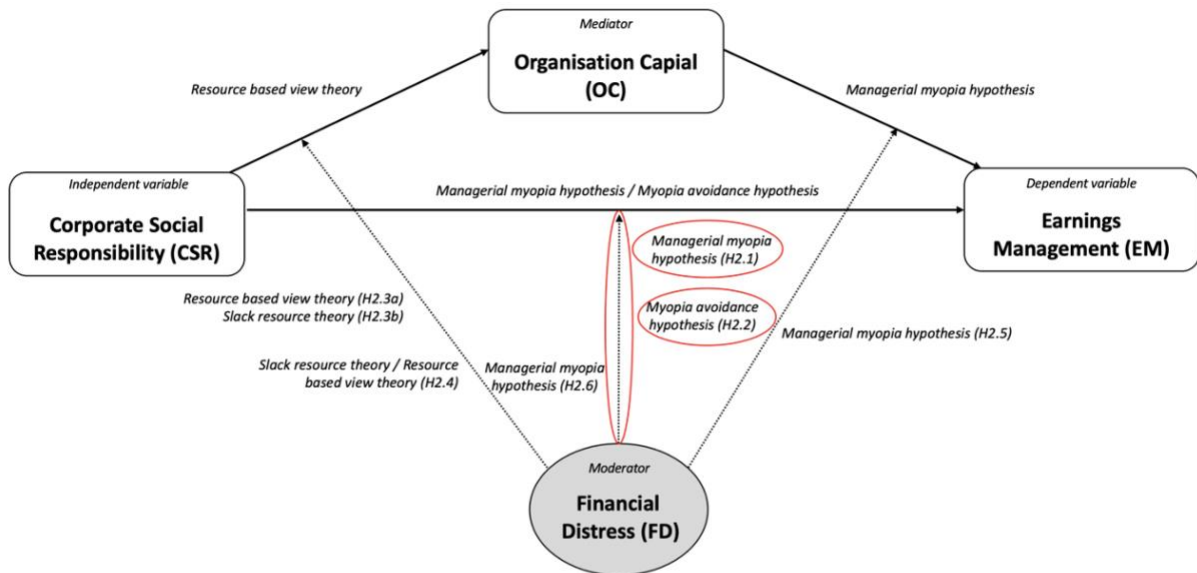 Mediator
Organisation Capial
(OC)
Resource based view theory
Managerial myopia hypothesis
Independent variable
Corporate Social
Responsibility (CSR)
Managerial myopia hypothesis / Myopia avoidance hypothesis
Dependent variable
Earnings
Management (EM)
Managerial myopia
hypothesis (H2.1)
Resource based view theory (H2.3a)
Slack resource theory (H2.3b)
Myopia avoidance
hypothesis (H2.2)
Managerial myopia hypothesis (H2.5)
Slack resource theory / Resource
based view theory (H2.4)
Managerial myopia
hypothesis (H2.6)
Moderator
Financial
Distress (FD)